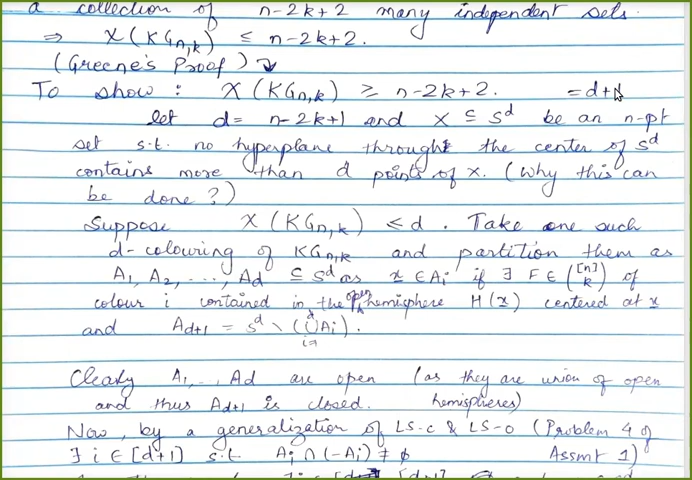 a collection of n-2k+2 many independent sets.
⇒ χ(KG_{n,k}) ≤ n-2k+2.
(Greene's Proof)
To show : χ(KG_{n,k}) ≥ n-2k+2. = d+1
let d = n-2k+1 and X ⊆ S^d be an n-pt
set s.t. no hyperplane through the center of S^d
contains more than d points of X. (Why this can
be done?)
Suppose χ(KG_{n,k}) ≤ d. Take one such
d-colouring of KG_{n,k} and partition them as
A_1, A_2, ..., A_d ⊆ S^d as x ∈ A_i if ∃ F ∈ ([n] k) of
colour i contained in the open hemisphere H(x) centered at x
and A_{d+1} = S^d \ (⋃_{i=1}^{d} A_i).
Clearly A_1, .., A_d are open (as they are union of open
and thus A_{d+1} is closed. hemispheres)
Now, by a generalization of LS-C & LS-O (Problem 4 of
∃ i ∈ [d+1] s.t. A_i ∩ (-A_i) ≠ ∅ Assmt 1)